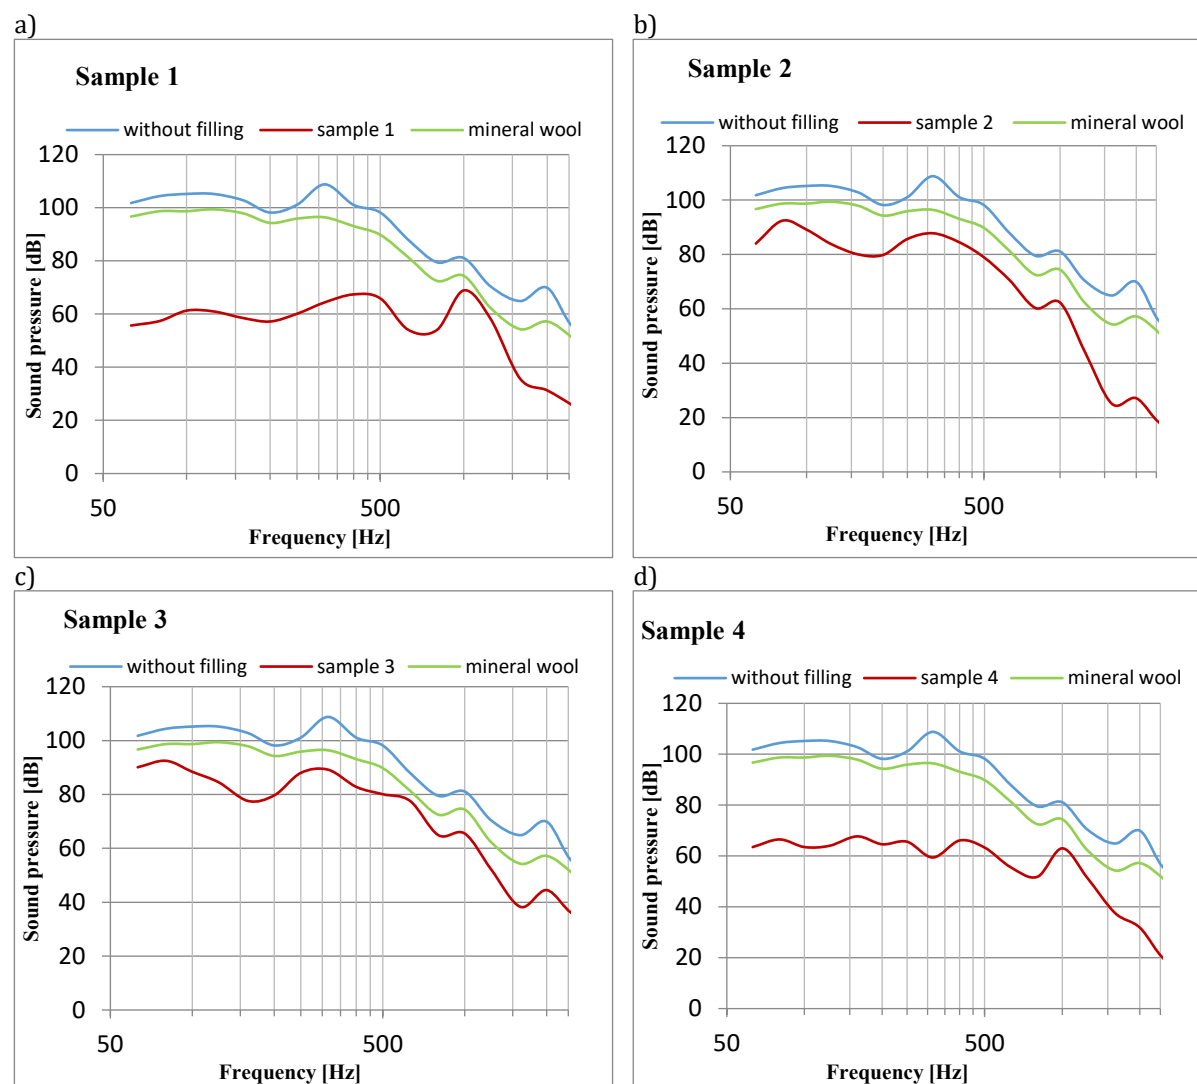 a)
Sample 1
without filling sample 1 mineral wool
120
100
80
60
40
20
0
Sound pressure [dB]
50 500
Frequency [Hz]
b)
Sample 2
without filling sample 2 mineral wool
120
100
80
60
40
20
0
Sound pressure [dB]
50 500
Frequency [Hz]
c)
Sample 3
without filling sample 3 mineral wool
120
100
80
60
40
20
0
Sound pressure [dB]
50 500
Frequency [Hz]
d)
Sample 4
without filling sample 4 mineral wool
120
100
80
60
40
20
0
Sound pressure [dB]
50 500
Frequency [Hz]